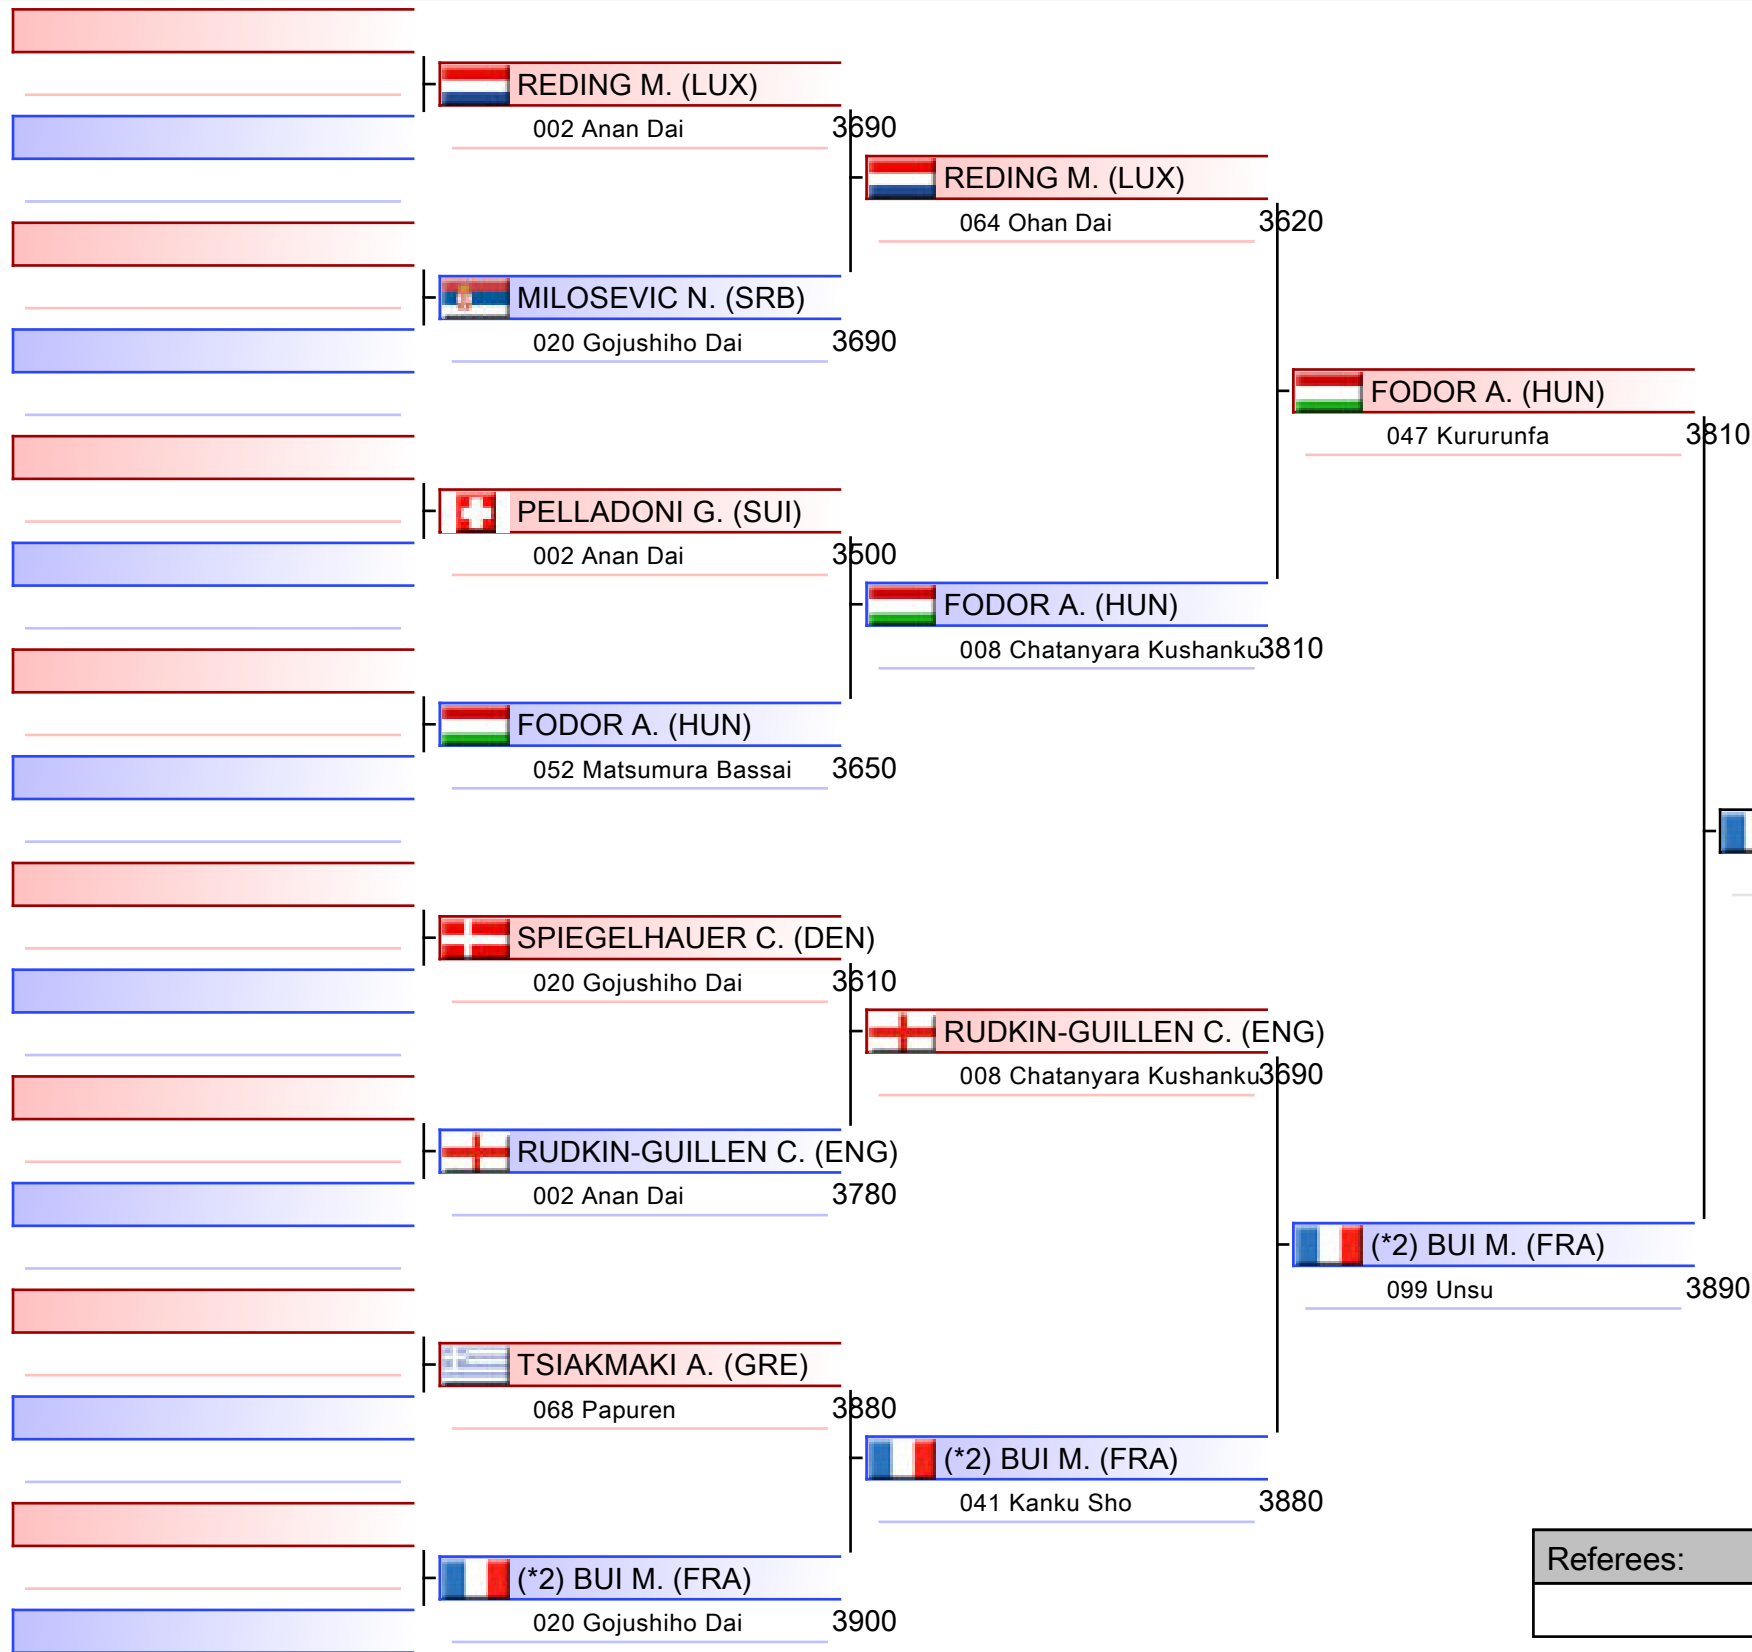 REDING M. (LUX)
002 Anan Dai 3690
MILOSEVIC N. (SRB)
020 Gojushiho Dai 3690
PELLADONI G. (SUI)
002 Anan Dai 3500
FODOR A. (HUN)
052 Matsumura Bassai 3650
SPIEGELHAUER C. (DEN)
020 Gojushiho Dai 3610
RUDKIN-GUILLEN C. (ENG)
002 Anan Dai 3780
TSIAKMAKI A. (GRE)
068 Papuren 3880
(*2) BUI M. (FRA)
020 Gojushiho Dai 3900
REDING M. (LUX)
064 Ohan Dai 3620
FODOR A. (HUN)
008 Chatanyara Kushanku 3810
RUDKIN-GUILLEN C. (ENG)
008 Chatanyara Kushanku 3690
(*2) BUI M. (FRA)
041 Kanku Sho 3880
FODOR A. (HUN)
047 Kururunfa 3810
(*2) BUI M. (FRA)
099 Unsu 3890
Referees: